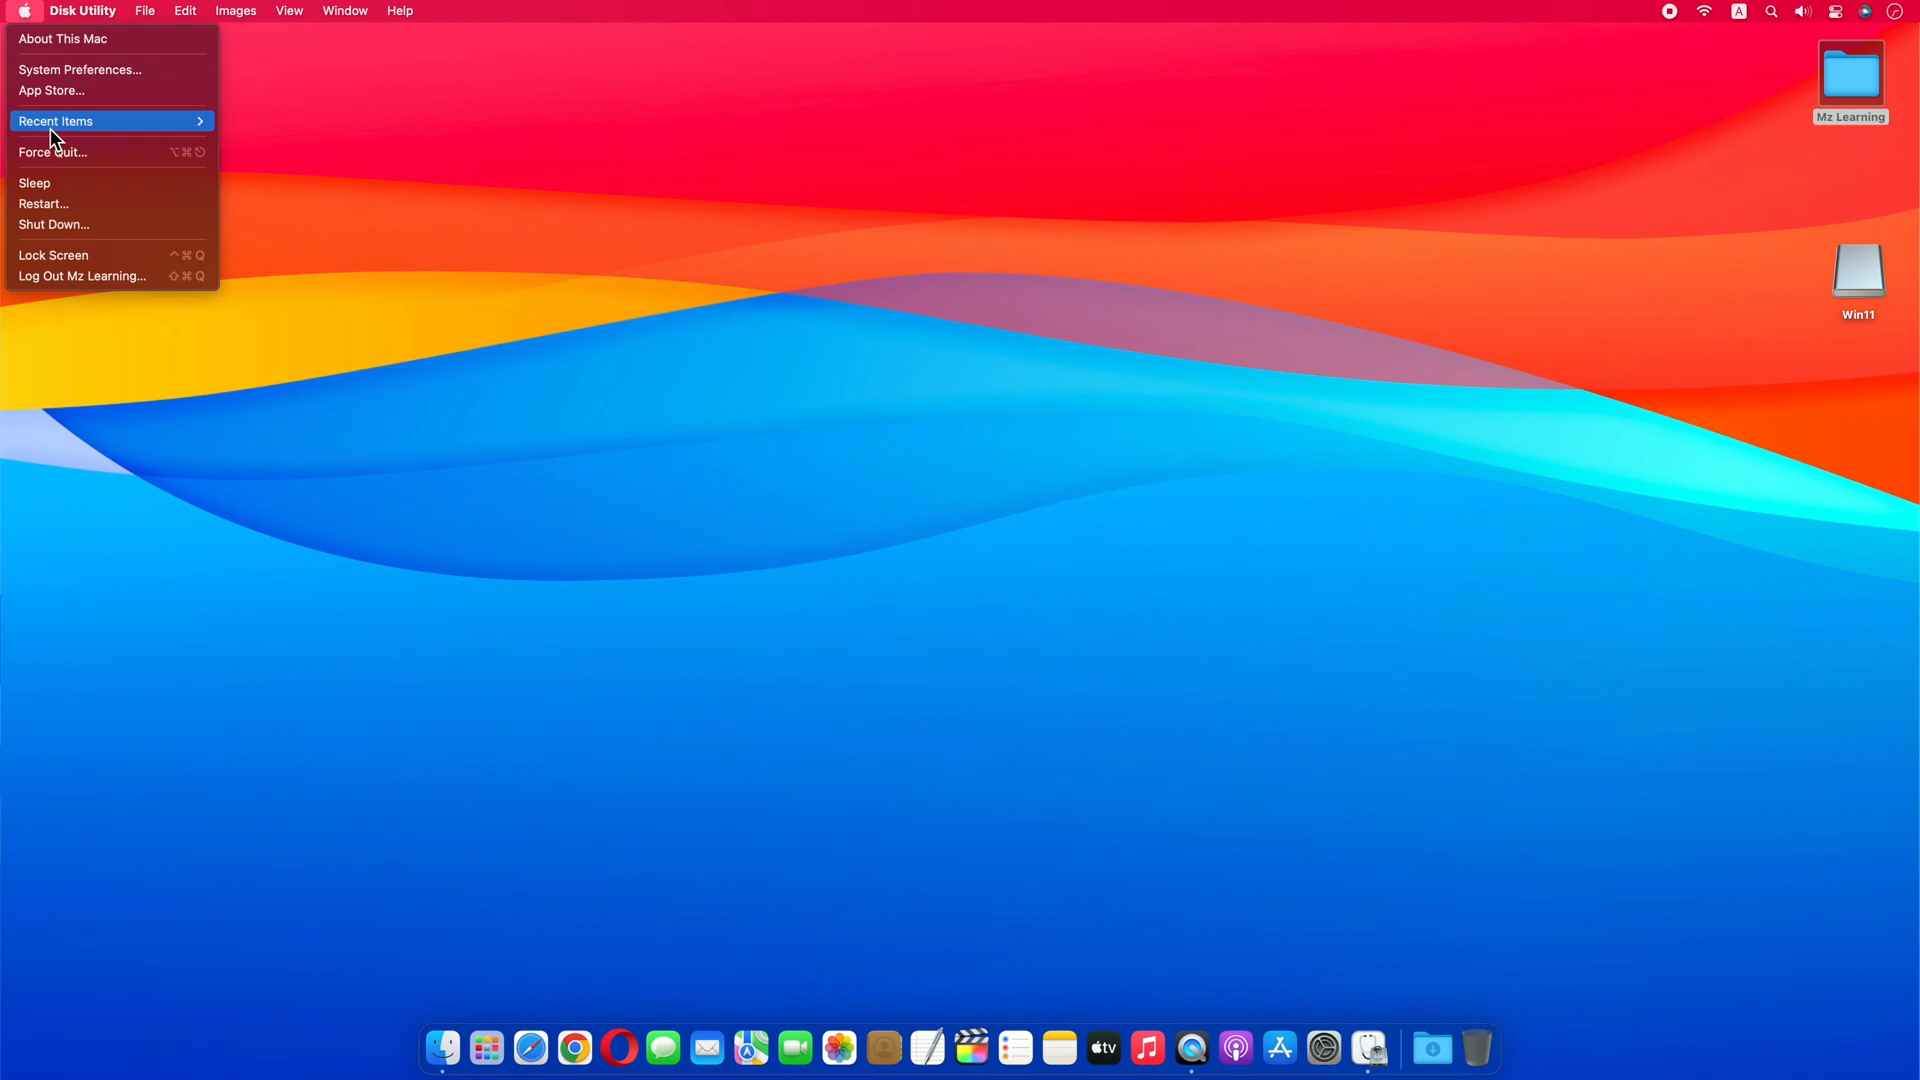 Disk Utility File Edit Images View Window Help A
About This Mac
System Preferences...
App Store...
Recent Items
Force Quit... ⌥⌘⎋
Sleep
Restart...
Shut Down...
Lock Screen ^⌘Q
Log Out Mz Learning... ⇧⌘Q
Mz Learning
Win11
tv